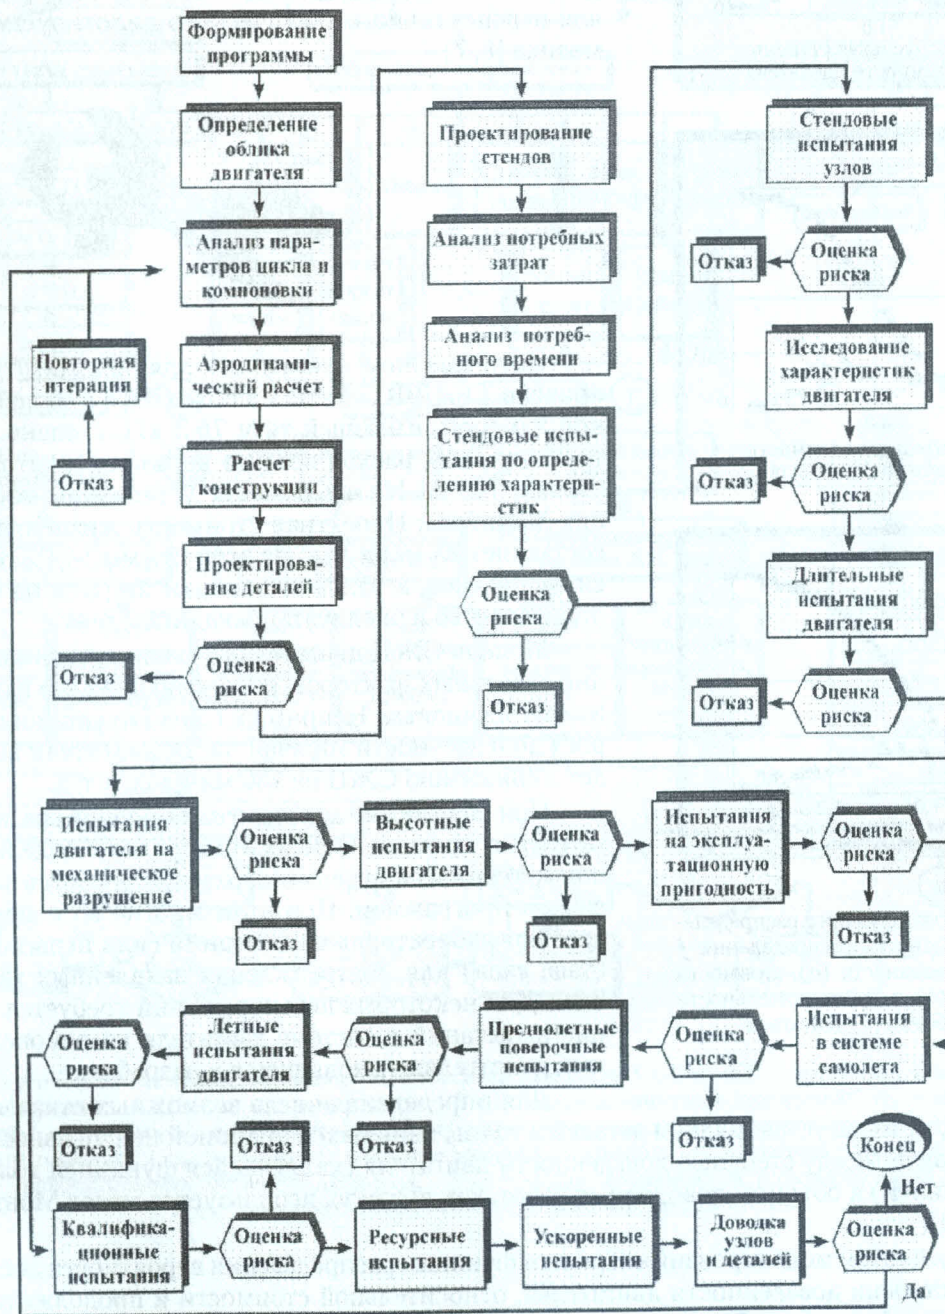 Формирование
программы
Определение
облика
двигателя
Анализ пара-
метров цикла и
компоновки
Повторная
итерация
Отказ
Аэродинами-
ческий расчет
Расчет
конструкции
Проектирова-
ние деталей
Оценка
риска
Отказ
Проектирование
стендов
Анализ потребных
затрат
Анализ потреб-
ного времени
Стендовые испы-
тания по опреде-
лению характери-
стик
Оценка
риска
Отказ
Стендовые
испытания
узлов
Оценка
риска
Отказ
Исследование
характеристик
двигателя
Оценка
риска
Отказ
Длительные
испытания
двигателя
Оценка
риска
Отказ
Испытания
двигателя на
механическое
разрушение
Оценка
риска
Отказ
Высотные
испытания
двигателя
Оценка
риска
Отказ
Испытания
на эксплуа-
ционную
пригодность
Оценка
риска
Отказ
Испытания
в системе
самолета
Оценка
риска
Отказ
Предполетные
поверочные
испытания
Оценка
риска
Отказ
Летные
испытания
двигателя
Оценка
риска
Отказ
Квалифика-
ционные
испытания
Оценка
риска
Ресурсные
испытания
Ускоренные
испытания
Доводка
узлов
и деталей
Оценка
риска
Нет
Конец
Да